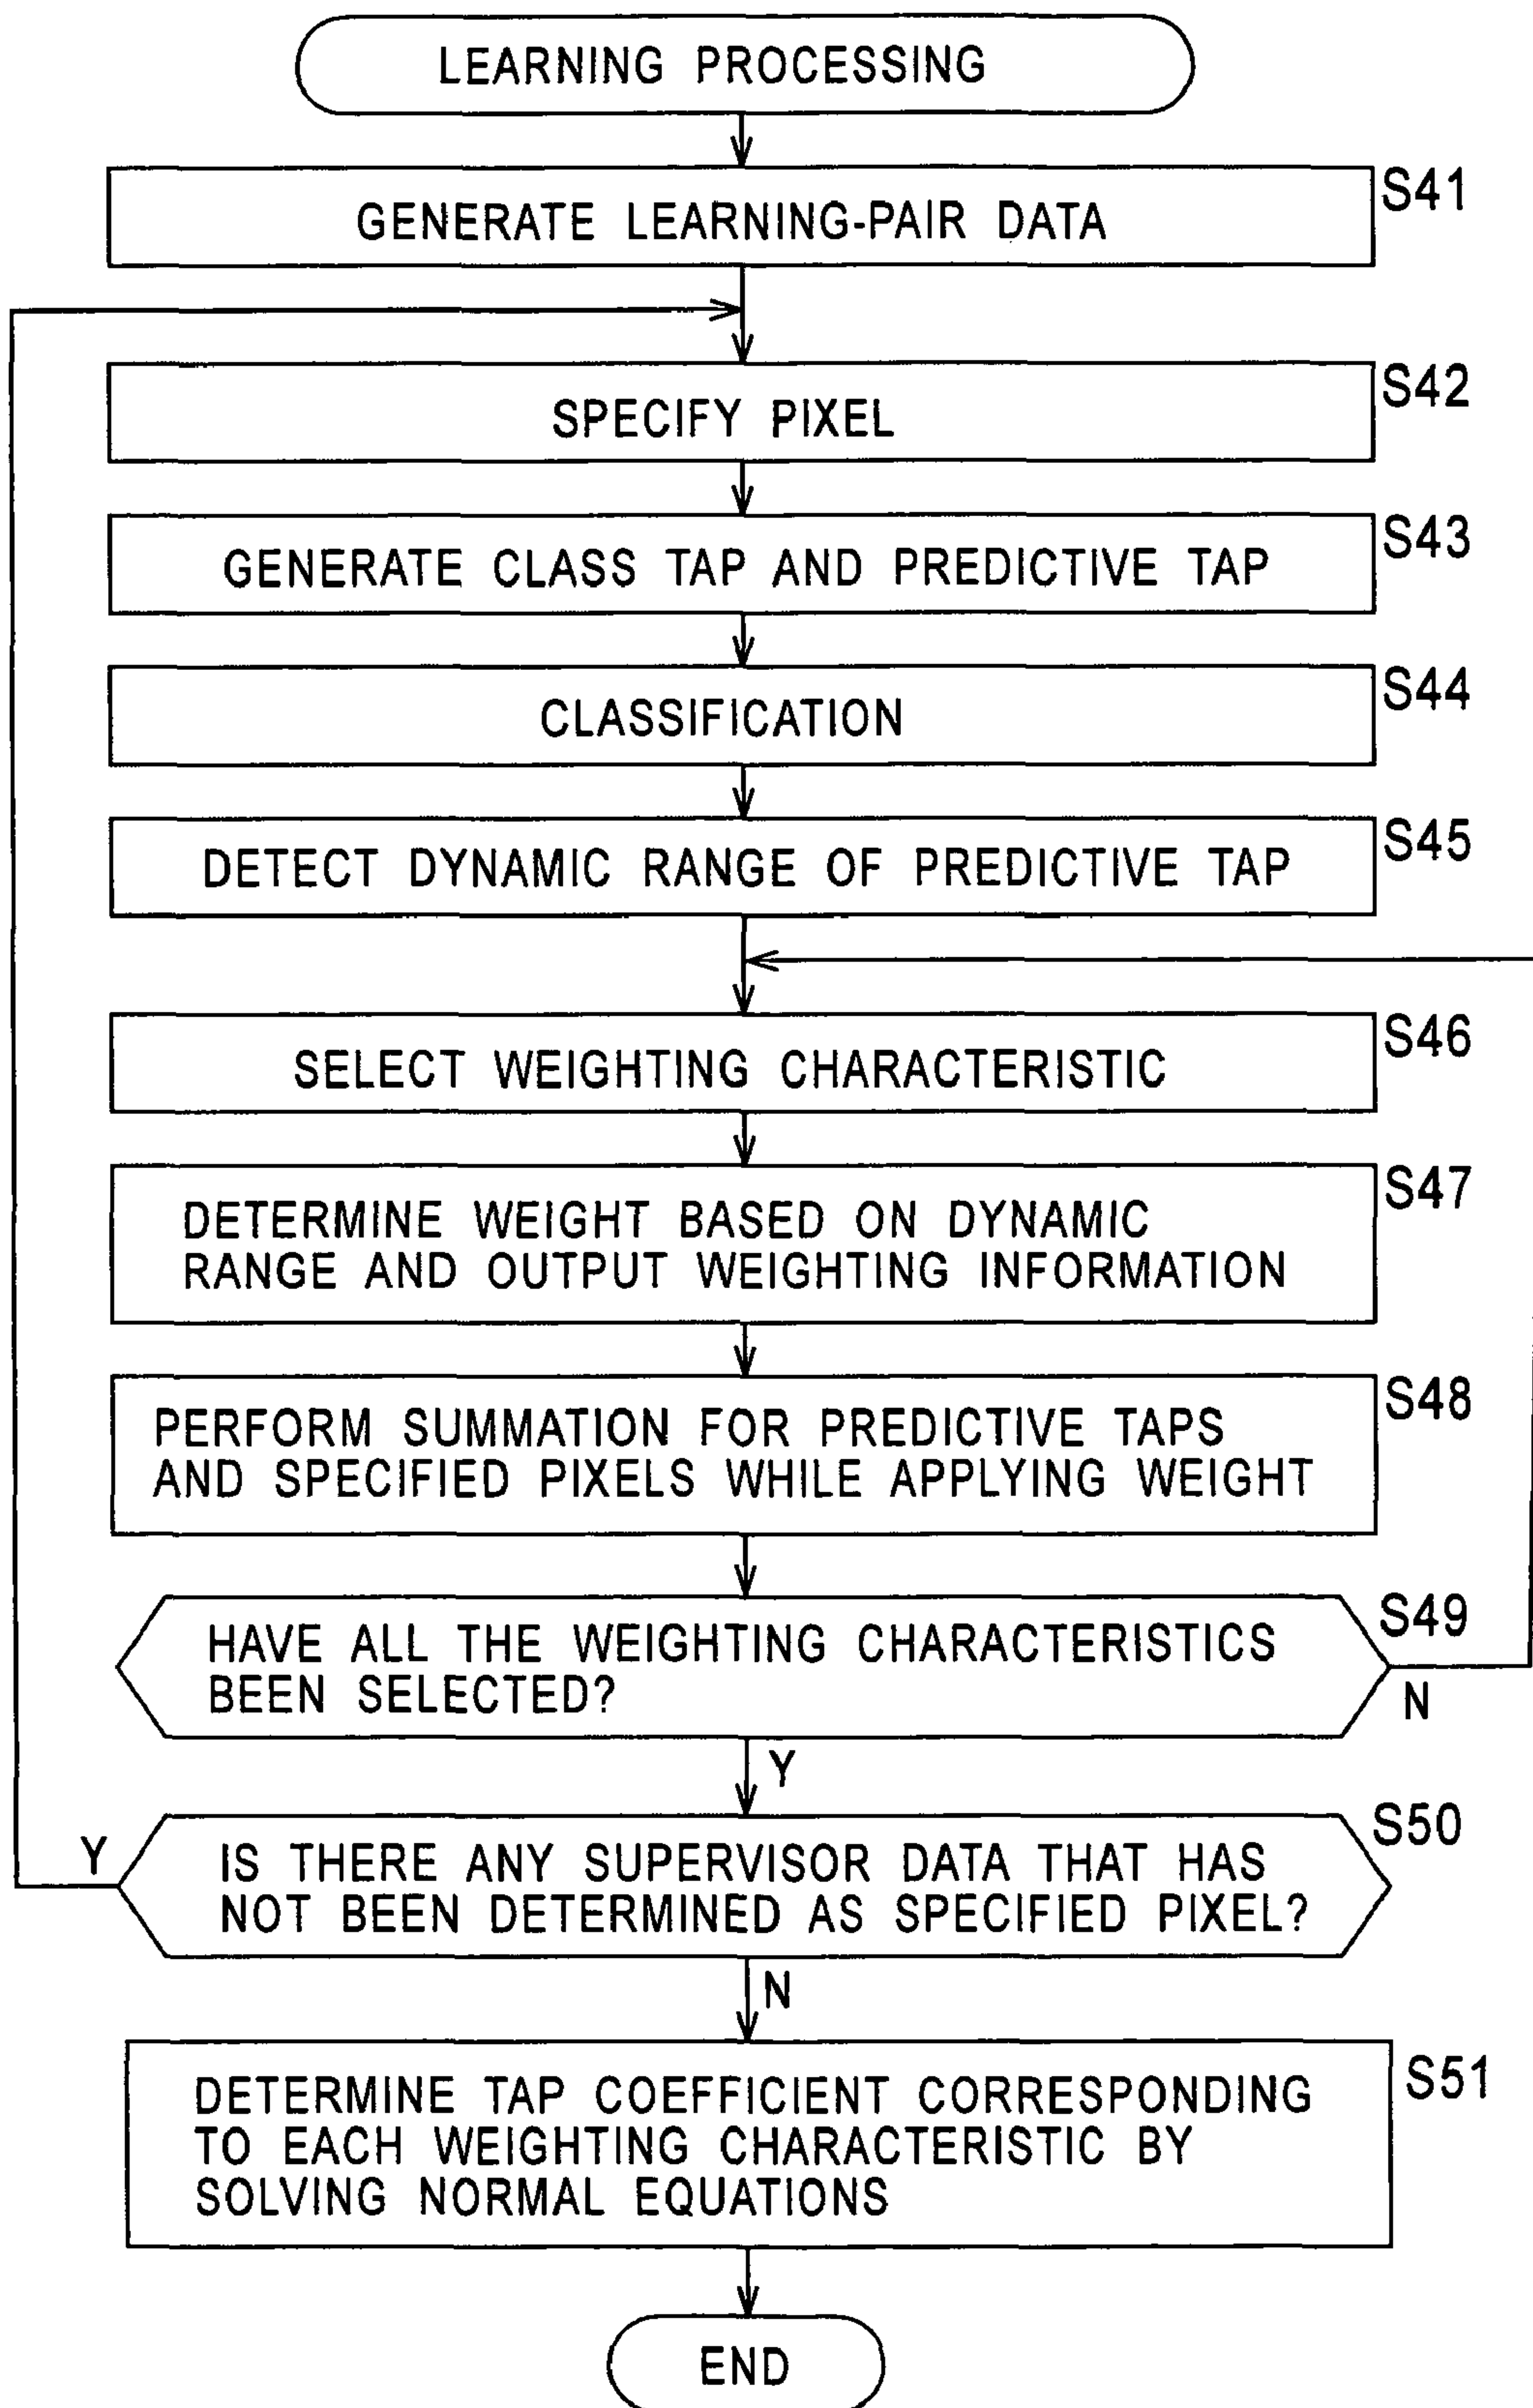 LEARNING PROCESSING
S41
GENERATE LEARNING-PAIR DATA
S42
SPECIFY PIXEL
S43
GENERATE CLASS TAP AND PREDICTIVE TAP
S44
CLASSIFICATION
S45
DETECT DYNAMIC RANGE OF PREDICTIVE TAP
S46
SELECT WEIGHTING CHARACTERISTIC
S47
DETERMINE WEIGHT BASED ON DYNAMIC
RANGE AND OUTPUT WEIGHTING INFORMATION
S48
PERFORM SUMMATION FOR PREDICTIVE TAPS
AND SPECIFIED PIXELS WHILE APPLYING WEIGHT
S49
HAVE ALL THE WEIGHTING CHARACTERISTICS
BEEN SELECTED?
N
Y
S50
Y
IS THERE ANY SUPERVISOR DATA THAT HAS
NOT BEEN DETERMINED AS SPECIFIED PIXEL?
N
S51
DETERMINE TAP COEFFICIENT CORRESPONDING
TO EACH WEIGHTING CHARACTERISTIC BY
SOLVING NORMAL EQUATIONS
END